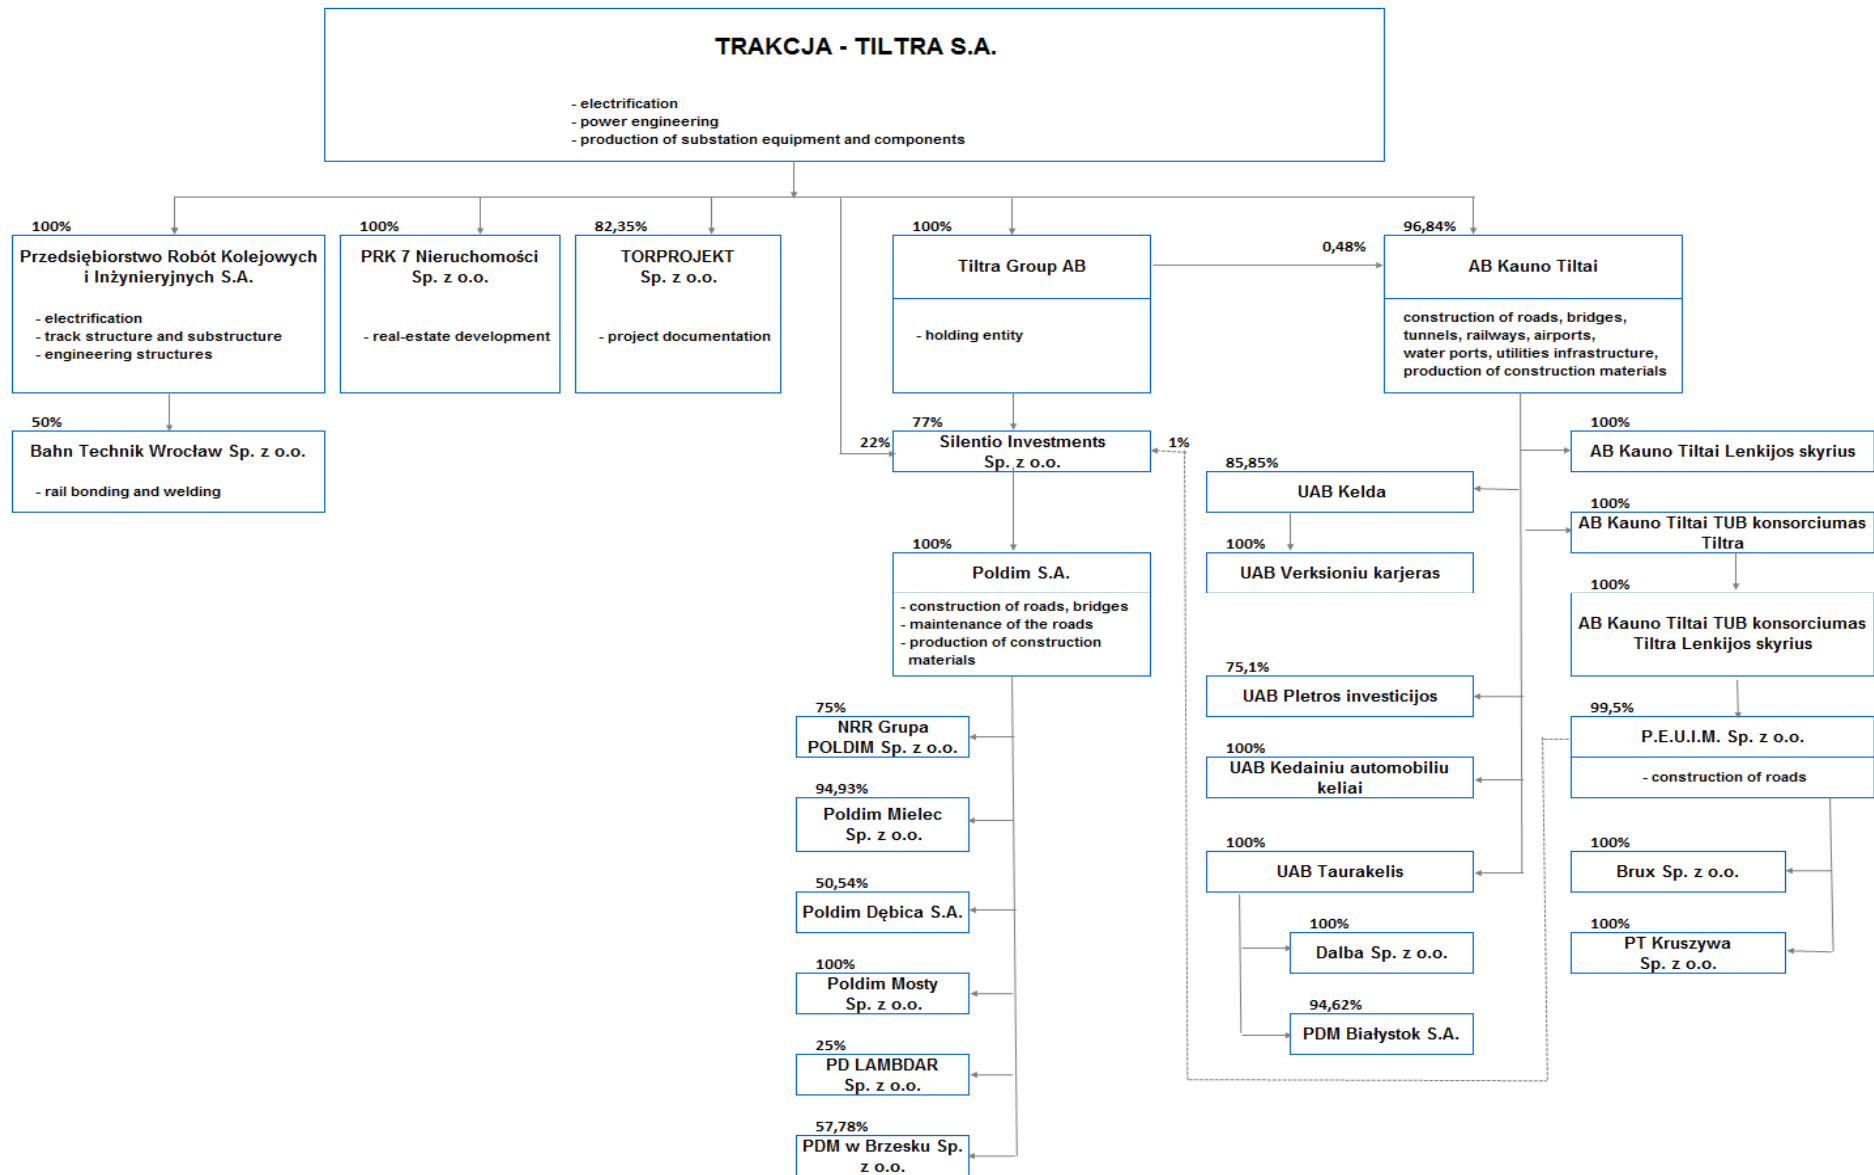 TRAKCJA - TILTRA S.A.
- electrification
- power engineering
- production of substation equipment and components
100%
Przedsiębiorstwo Robót Kolejowych
i Inżynieryjnych S.A.
- electrification
- track structure and substructure
- engineering structures
100%
PRK 7 Nieruchomości
Sp. z o.o.
- real-estate development
82,35%
TORPROJEKT
Sp. z o.o.
- project documentation
100%
Tiltra Group AB
- holding entity
0,48%
96,84%
AB Kauno Tiltai
construction of roads, bridges,
tunnels, railways, airports,
water ports, utilities infrastructure,
production of construction materials
50%
Bahn Technik Wrocław Sp. z o.o.
- rail bonding and welding
22%
77%
Silentio Investments
Sp. z o.o.
1%
100%
Poldim S.A.
- construction of roads, bridges
- maintenance of the roads
- production of construction
materials
75%
NRR Grupa
POLDIM Sp. z o.o.
94,93%
Poldim Mielec
Sp. z o.o.
50,54%
Poldim Dębica S.A.
100%
Poldim Mosty
Sp. z o.o.
25%
PD LAMBDAR
Sp. z o.o.
57,78%
PDM w Brzesku Sp.
z o.o.
85,85%
UAB Kelda
100%
UAB Verksioniu karjeras
75,1%
UAB Pletros investicijos
100%
UAB Kedainiu automobiliu
keliai
100%
UAB Taurakelis
100%
Dalba Sp. z o.o.
94,62%
PDM Białystok S.A.
100%
AB Kauno Tiltai Lenkijos skyrius
100%
AB Kauno Tiltai TUB konsorciumas
Tiltra
100%
AB Kauno Tiltai TUB konsorciumas
Tiltra Lenkijos skyrius
99,5%
P.E.U.I.M. Sp. z o.o.
- construction of roads
100%
Brux Sp. z o.o.
100%
PT Kruszywa
Sp. z o.o.